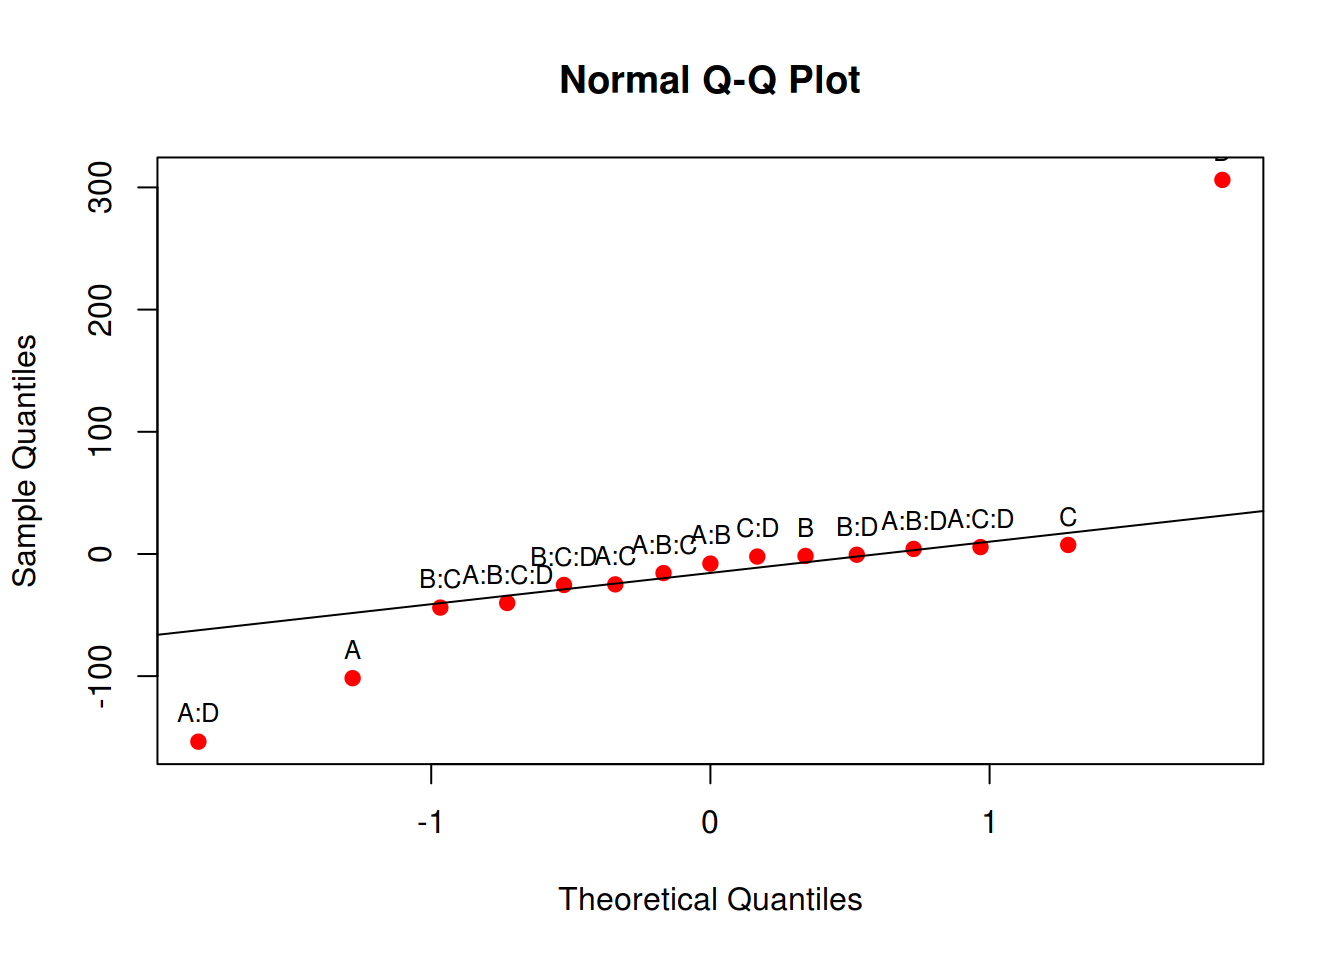 Normal Q-Q Plot
300
200
100
0
-100
Sample Quantiles
A:D
A
B:C
A:B:C:D
B:C:D
A:C
A:B:C
A:B
C:D
B
B:D
A:B:D
A:C:D
C
-1
0
1
Theoretical Quantiles